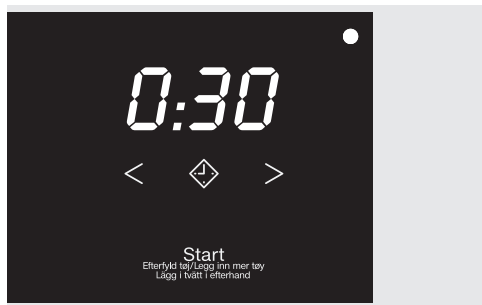 0:30
< >
Start
Efterfyld tøj/Legg inn mer tøy
Lägg i tvätt i efterhand